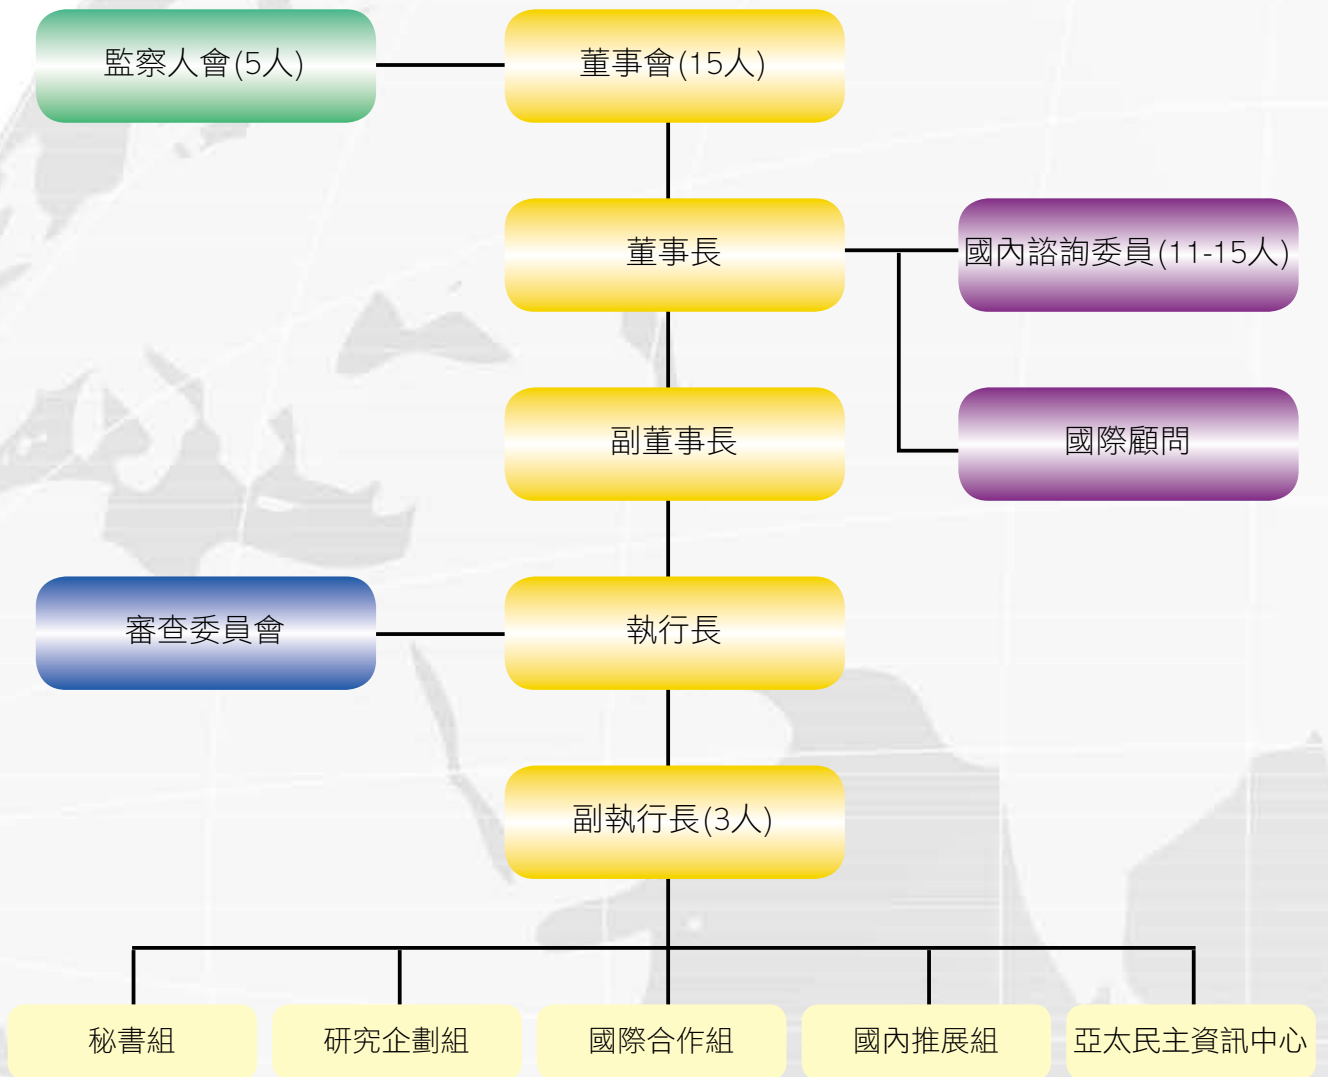 監察人會(5人)
董事會(15人)
董事長
國內諮詢委員(11-15人)
副董事長
國際顧問
審查委員會
執行長
副執行長(3人)
秘書組
研究企劃組
國際合作組
國內推展組
亞太民主資訊中心